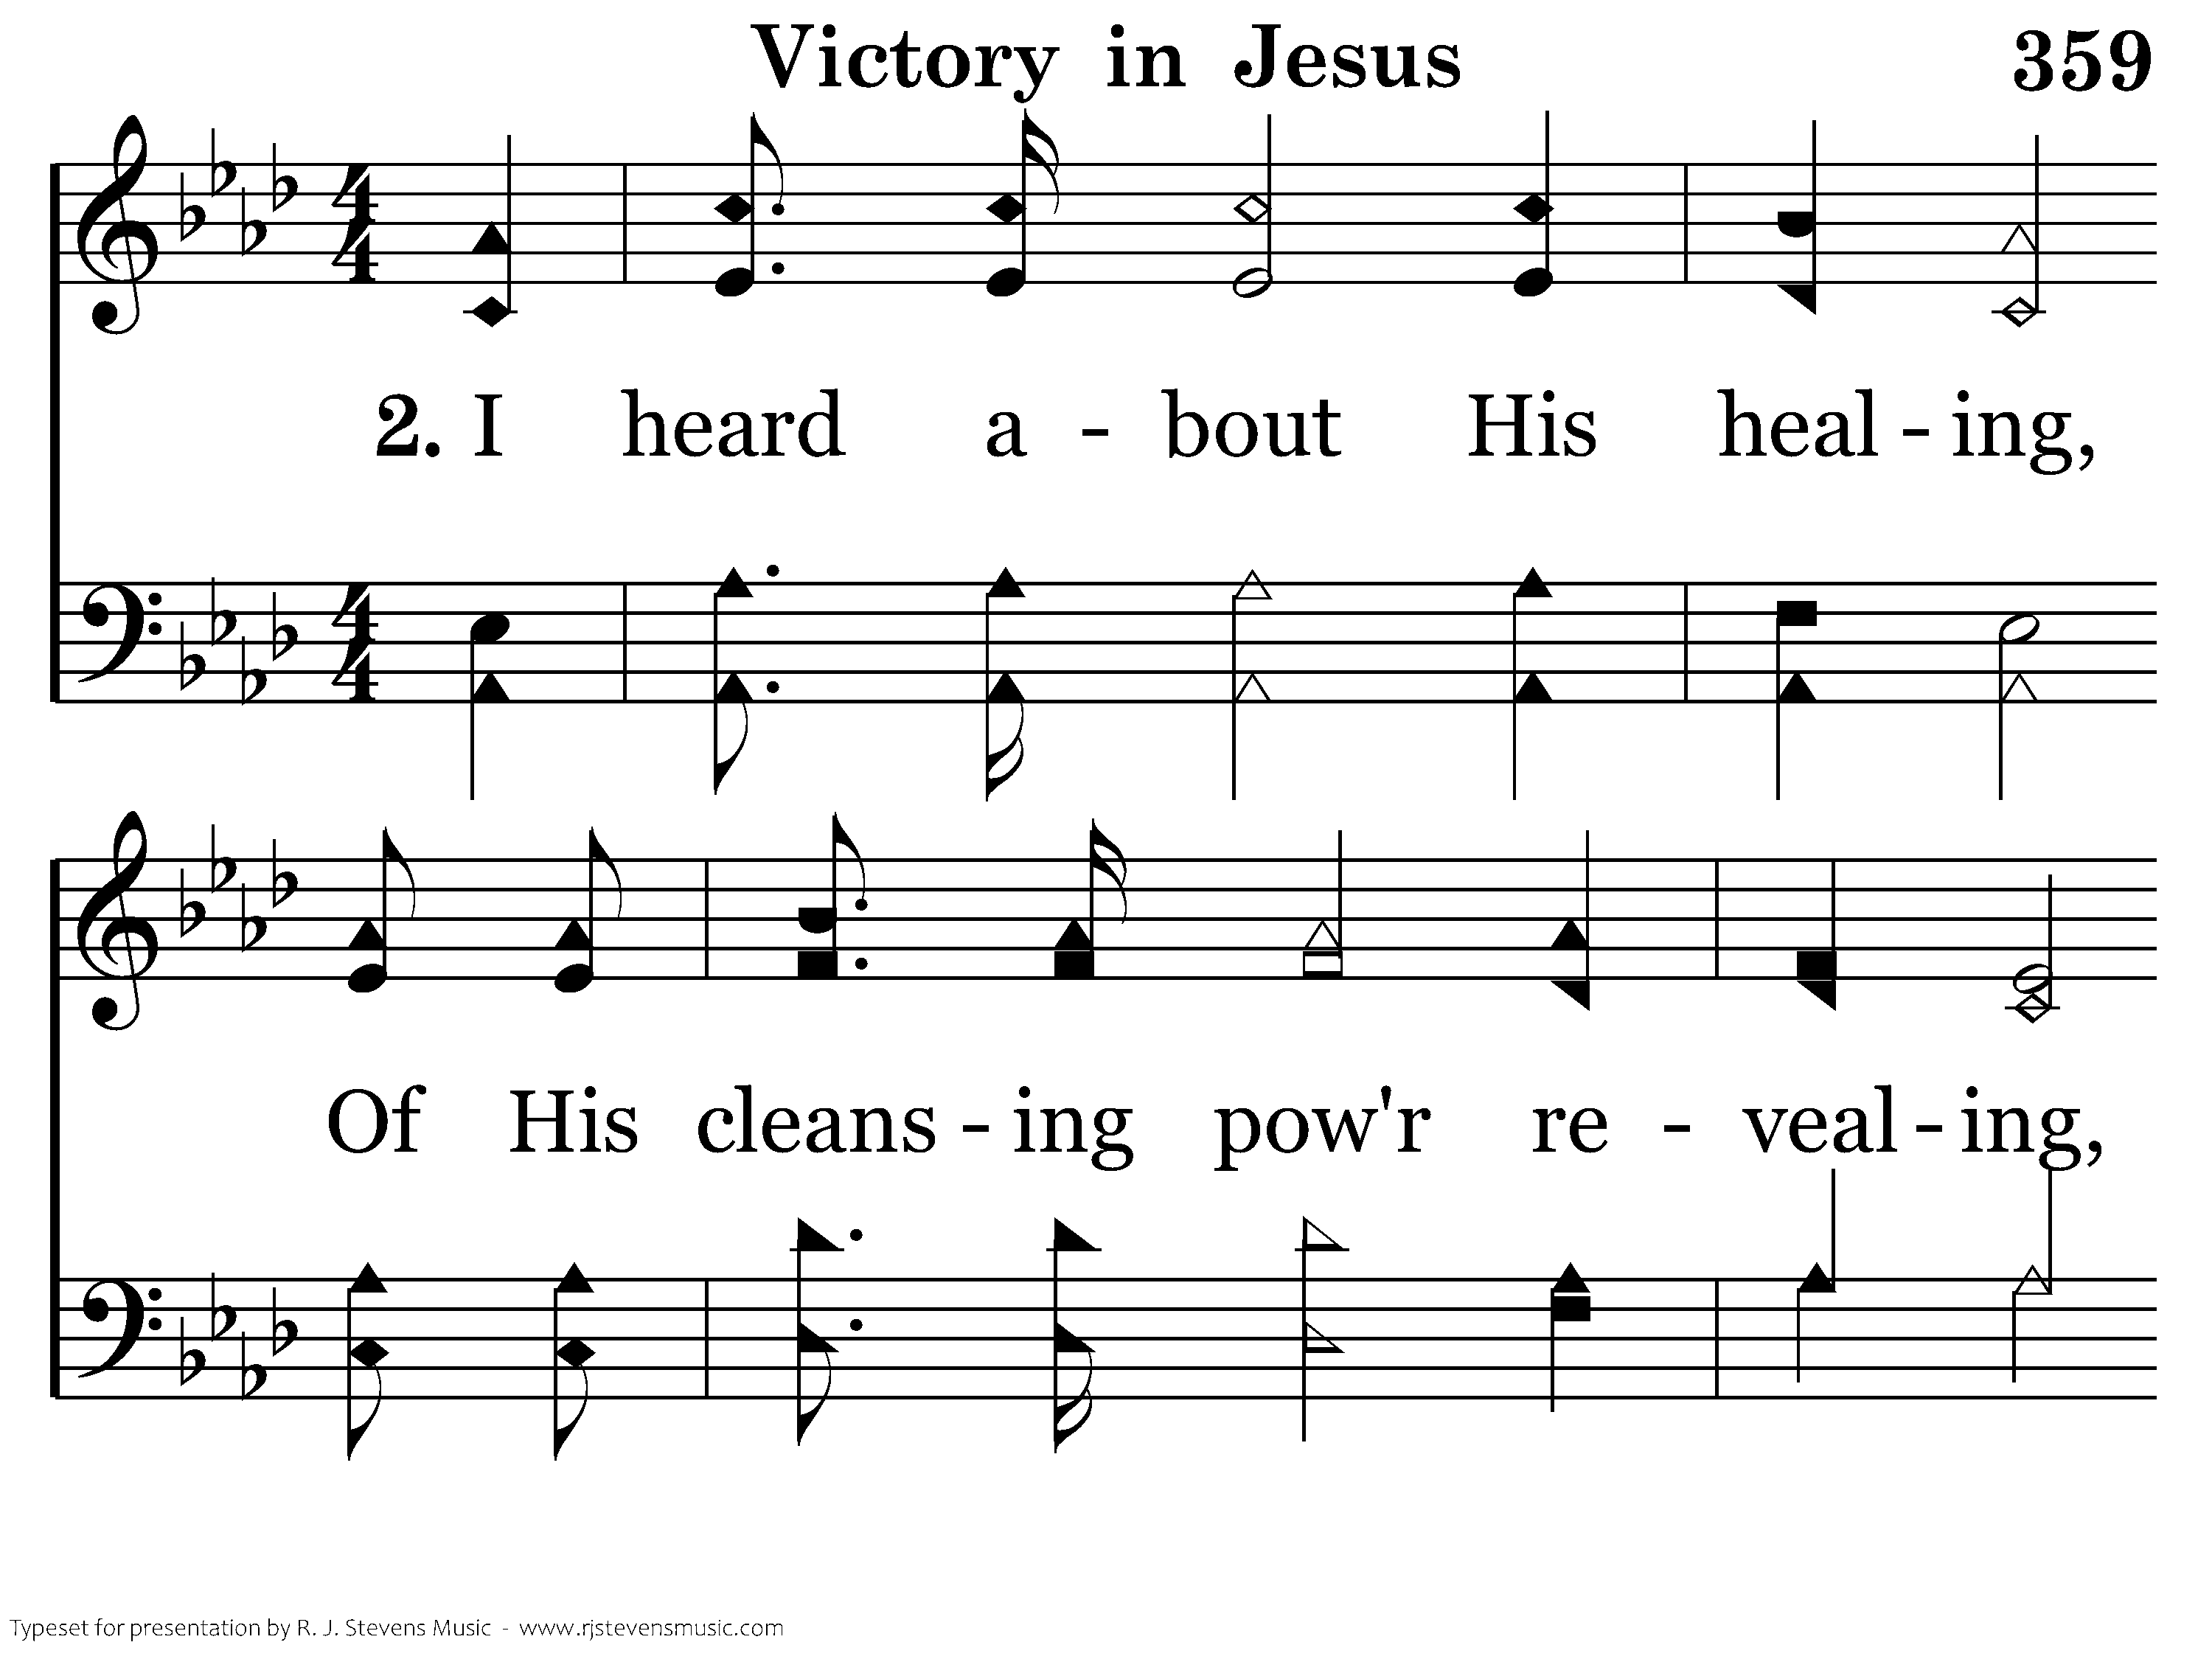 Victory in Jesus 359
2. I heard a - bout His heal - ing,
Of His cleans - ing pow'r re - veal - ing,
Typeset for presentation by R. J. Stevens Music - www.rjstevensmusic.com